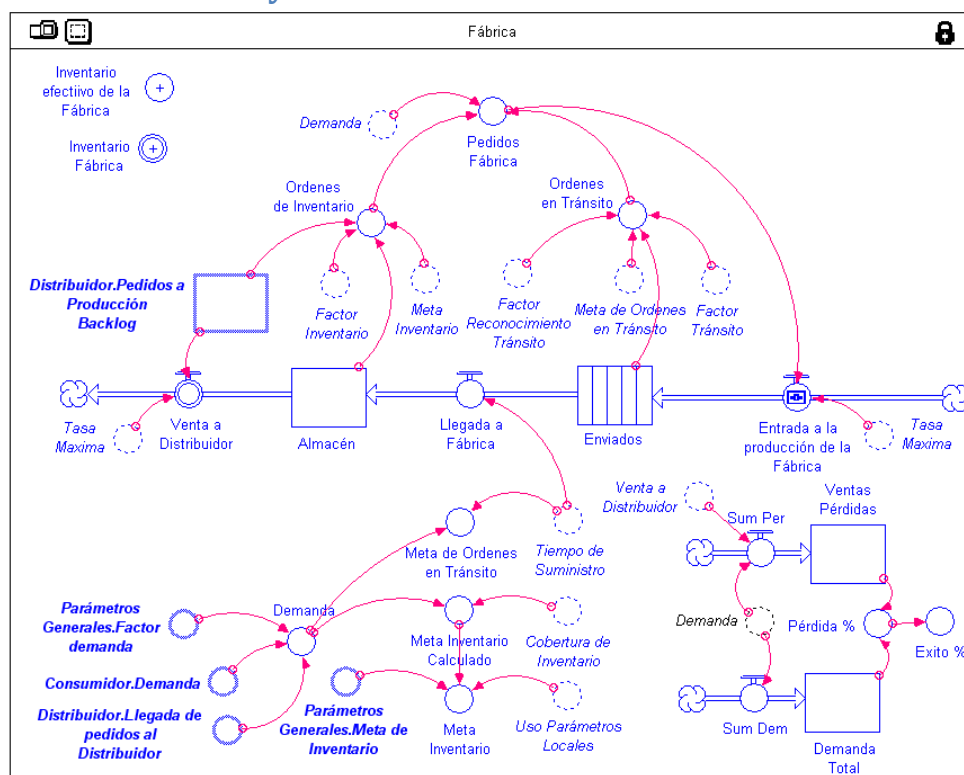 Fábrica
Inventario
efectiivo de la
Fábrica
Inventario
Fábrica
Demanda
Pedidos
Fábrica
Ordenes
de Inventario
Ordenes
en Tránsito
Distribuidor.Pedidos a
Producción
Backlog
Factor
Inventario
Meta
Inventario
Factor
Reconocimiento
Tránsito
Meta de Ordenes
en Tránsito
Factor
Tránsito
Tasa
Maxima
Venta a
Distribuidor
Almacén
Llegada a
Fábrica
Enviados
Entrada a la
producción de la
Fábrica
Tasa
Maxima
Meta de Ordenes
en Tránsito
Tiempo de
Suministro
Venta a
Distribuidor
Sum Per
Ventas
Pérdidas
Parámetros
Generales.Factor
demanda
Demanda
Meta Inventario
Calculado
Cobertura de
Inventario
Demanda
Pérdida %
Exito %
Consumidor.Demanda
Distribuidor.Llegada de
pedidos al
Distribuidor
Parámetros
Generales.Meta de
Inventario
Meta
Inventario
Uso Parámetros
Locales
Sum Dem
Demanda
Total